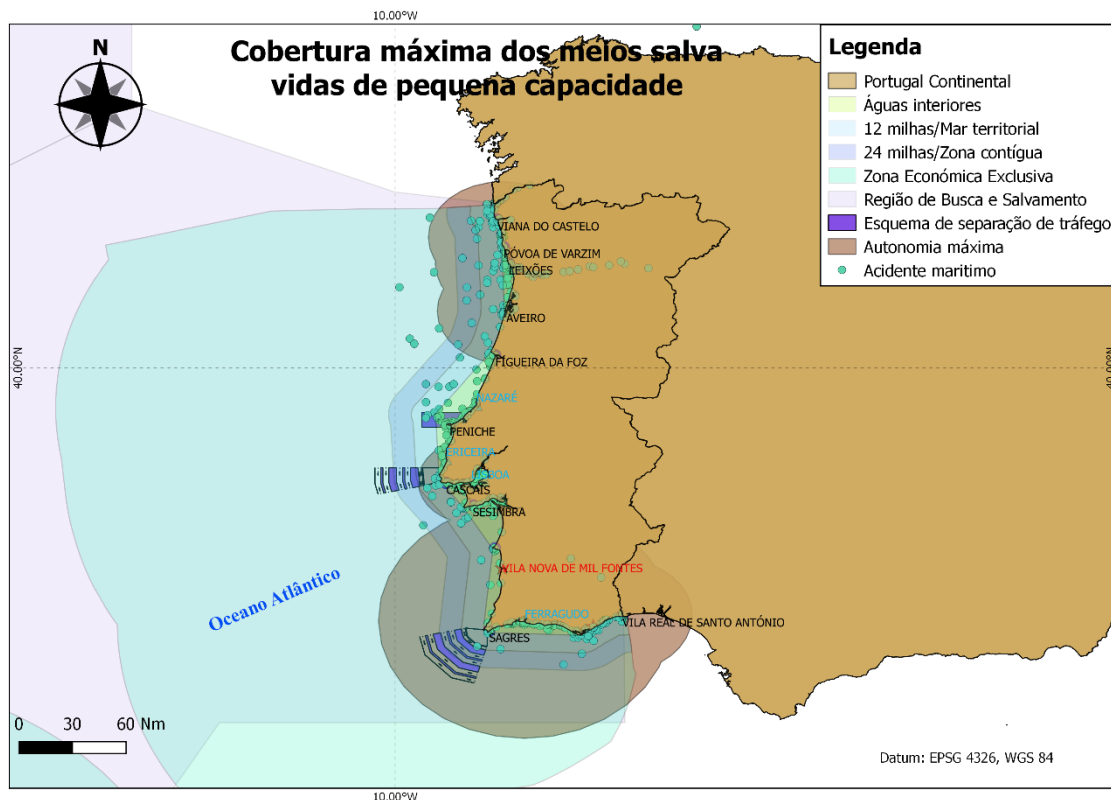 10.00°W
Cobertura máxima dos meios salva
vidas de pequena capacidade
N
Legenda
Portugal Continental
Águas interiores
12 milhas/Mar territorial
24 milhas/Zona contígua
Zona Económica Exclusiva
Região de Busca e Salvamento
Esquema de separação de tráfego
Autonomia máxima
Acidente maritimo
VIANA DO CASTELO
PÓVOA DE VARZIM
LEIXÕES
AVEIRO
40.00°N
FIGUEIRA DA FOZ
40.00°N
NAZARÉ
PENICHE
ERICEIRA
LISBOA
CASCAIS
SESIMBRA
VILA NOVA DE MIL FONTES
Oceano Atlântico
FERRAGUDO
VILA REAL DE SANTO ANTÓNIO
SAGRES
0 30 60 Nm
Datum: EPSG 4326, WGS 84
10.00°W